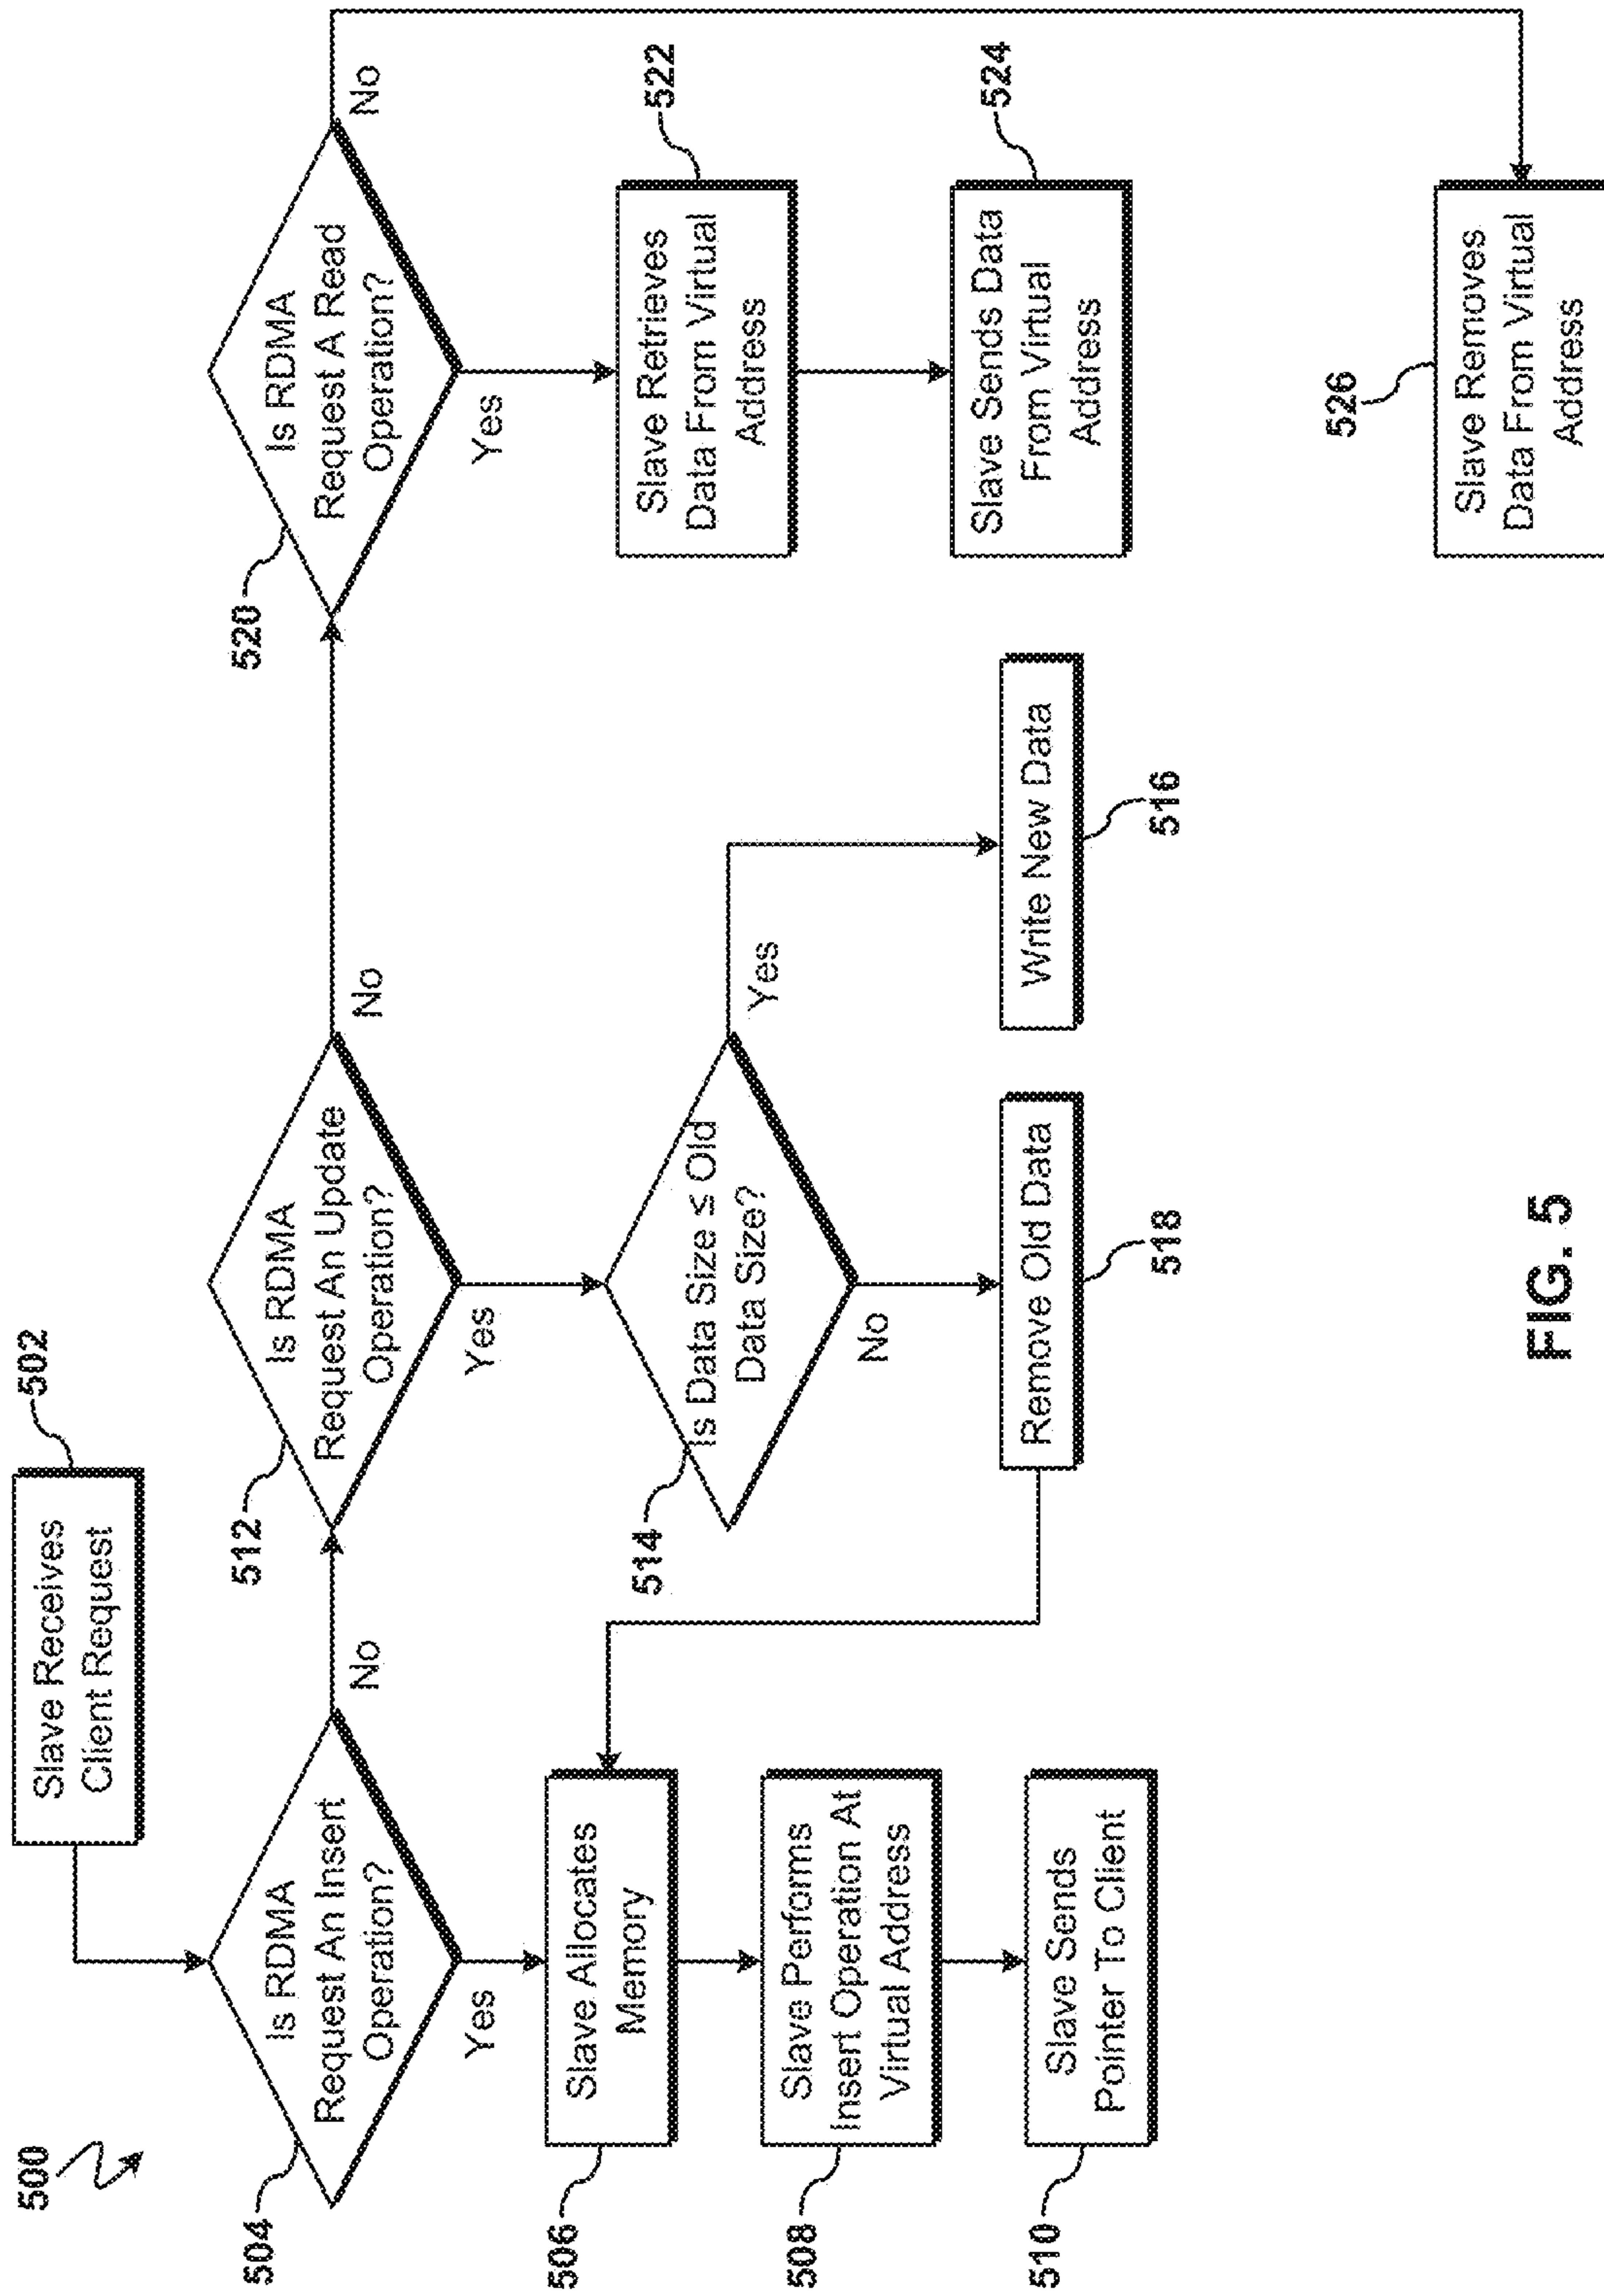 500
Slave Receives
Client Request
502
504
Is RDMA
Request An Insert
Operation?
No
Yes
512
Is RDMA
Request An Update
Operation?
No
Yes
520
Is RDMA
Request A Read
Operation?
No
Yes
506
Slave Allocates
Memory
508
Slave Performs
Insert Operation At
Virtual Address
510
Slave Sends
Pointer To Client
514
Is Data Size ≤ Old
Data Size?
Yes
No
Write New Data
516
Remove Old Data
518
Slave Retrieves
Data From Virtual
Address
522
Slave Sends Data
From Virtual
Address
524
526
Slave Removes
Data From Virtual
Address
FIG. 5